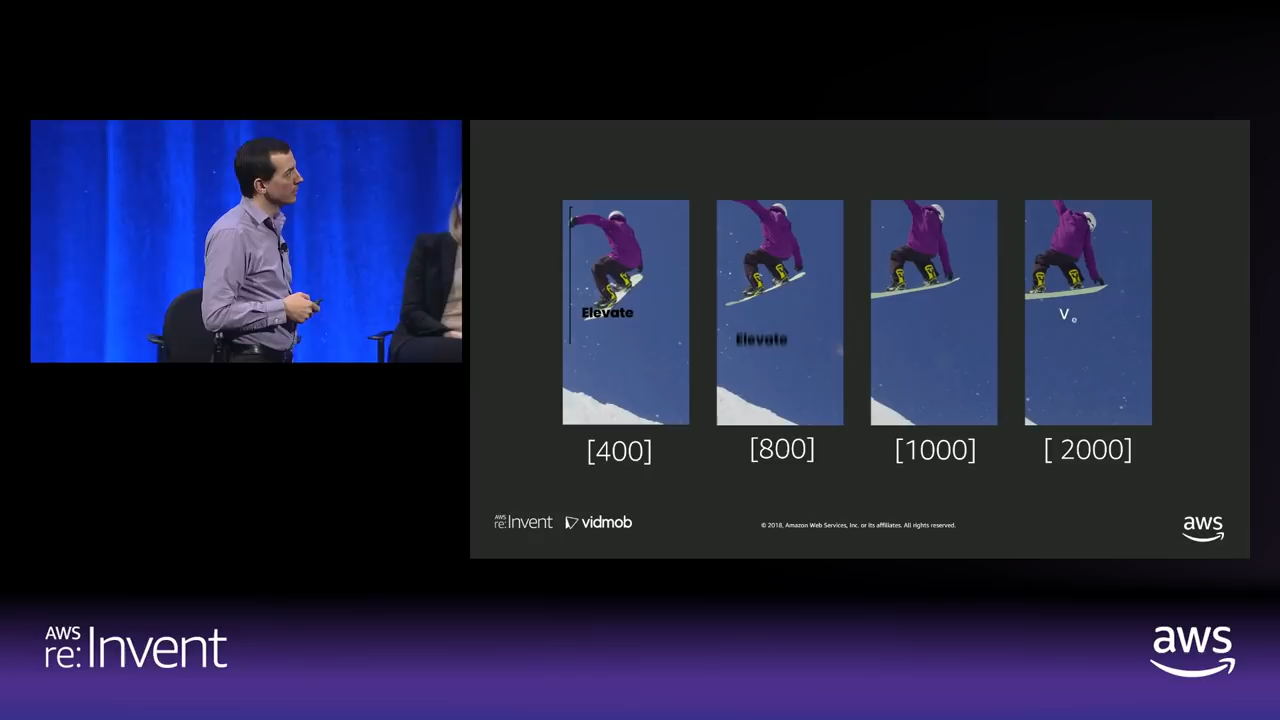 Elevate
Elevate
V e
[400]
[800]
[1000]
[ 2000]
AWS
re:Invent
vidmob
© 2018, Amazon Web Services, Inc. or its affiliates. All rights reserved.
aws
AWS
re:Invent
aws